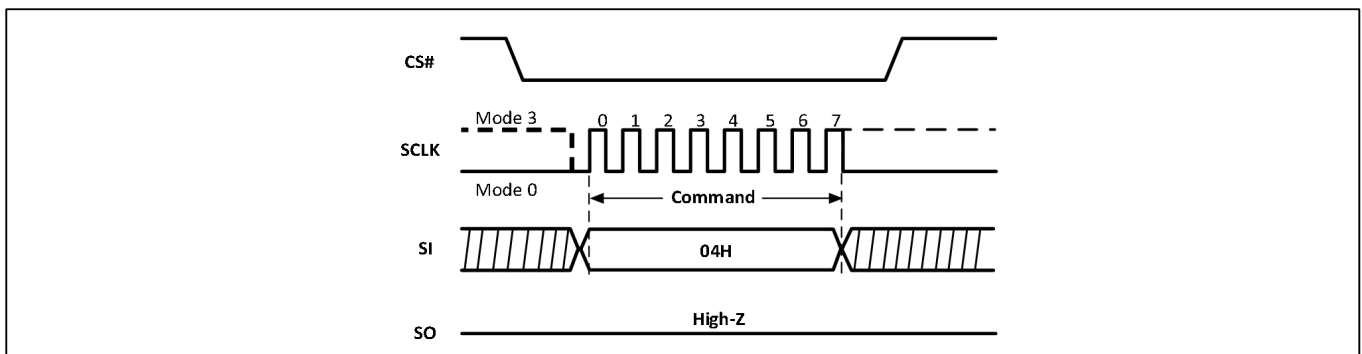 CS#
Mode 3
0 1 2 3 4 5 6 7
SCLK
Mode 0
Command
SI
04H
High-Z
SO